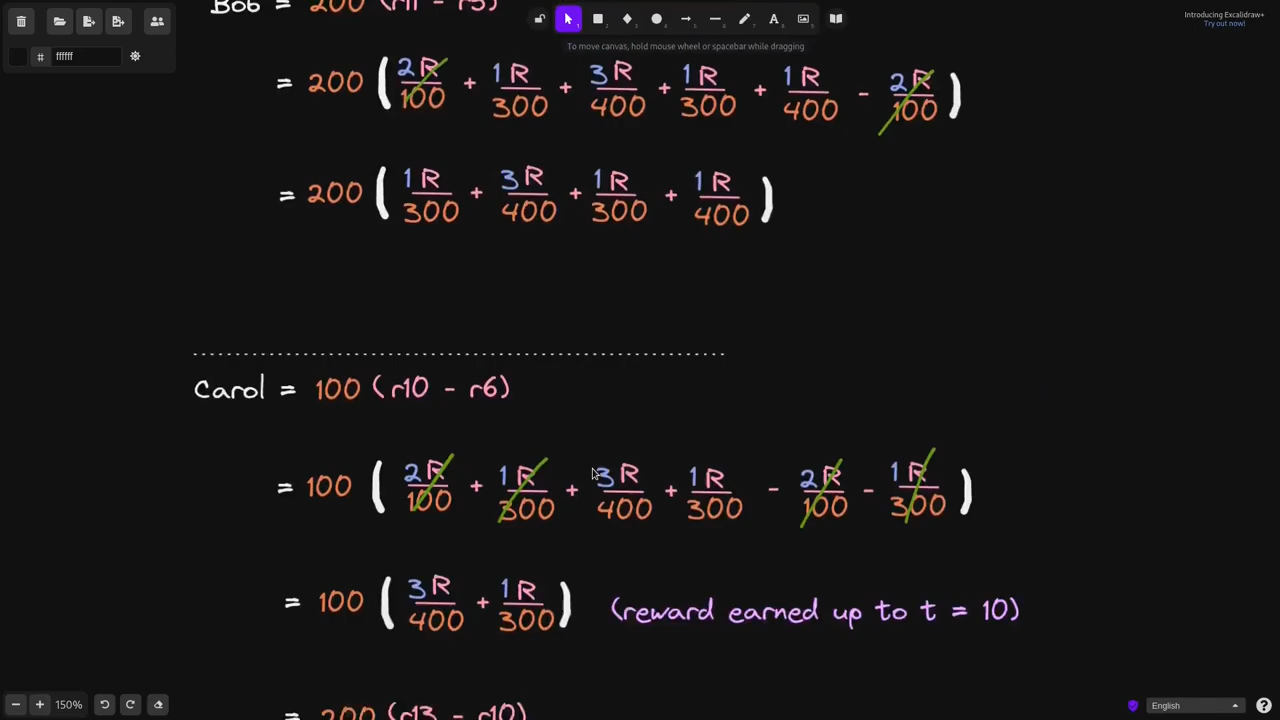 Bob = 200 (r11 - r3)
Introducing Excalidraw+
Try out now!
# ffffff
To move canvas, hold mouse wheel or spacebar while dragging
= 200 ( 2R/100 + 1R/300 + 3R/400 + 1R/300 + 1R/400 - 2R/100 )
= 200 ( 1R/300 + 3R/400 + 1R/300 + 1R/400 )
Carol = 100 (r10 - r6)
= 100 ( 2R/100 + 1R/300 + 3R/400 + 1R/300 - 2R/100 - 1R/300 )
= 100 ( 3R/400 + 1R/300 ) (reward earned up to t = 10)
= 200 (r13 - r10)
150%
English